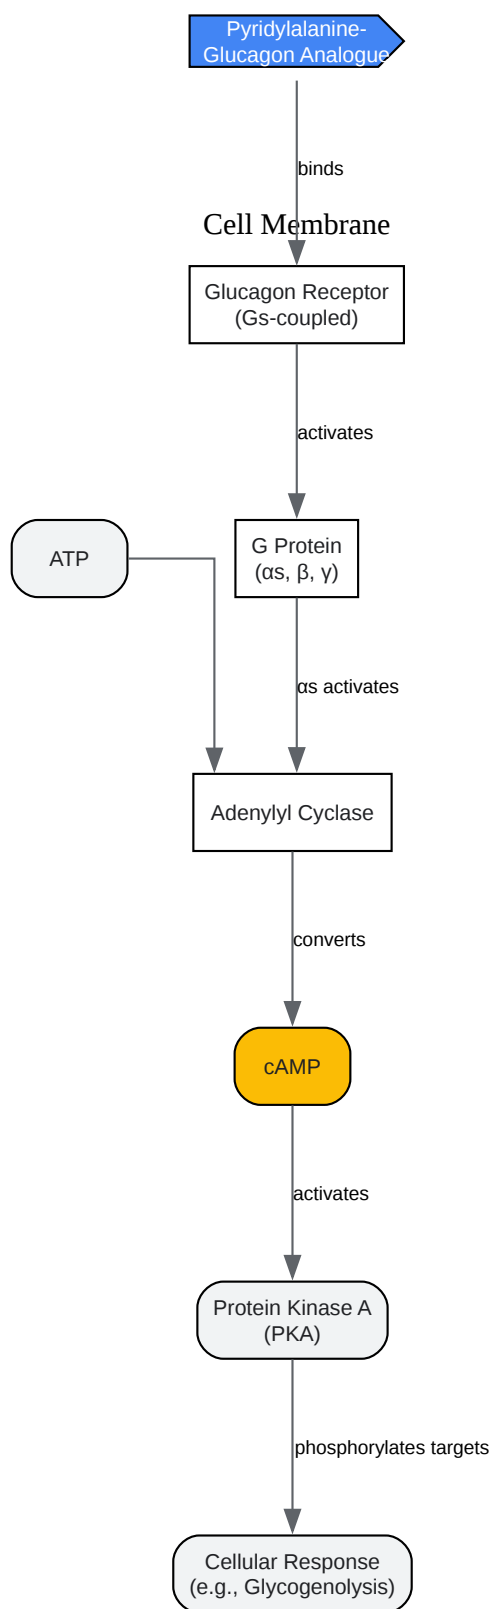 Pyridylalanine-
Glucagon Analogue
binds
Cell Membrane
Glucagon Receptor
(Gs-coupled)
activates
ATP
G Protein
(αs, β, γ)
αs activates
Adenylyl Cyclase
converts
cAMP
activates
Protein Kinase A
(PKA)
phosphorylates targets
Cellular Response
(e.g., Glycogenolysis)